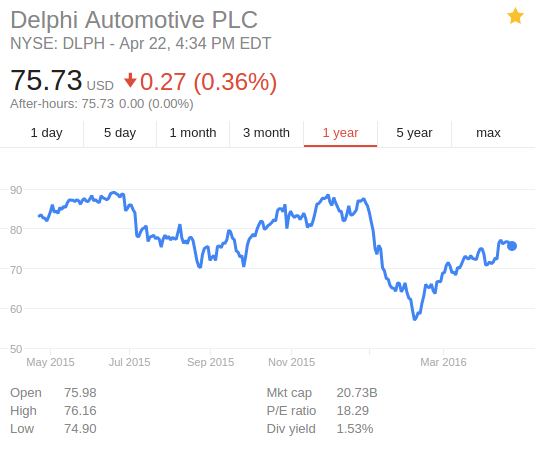 Delphi Automotive PLC
NYSE: DLPH - Apr 22, 4:34 PM EDT
75.73 USD 0.27 (0.36%)
After-hours: 75.73 0.00 (0.00%)
1 day 5 day 1 month 3 month 1 year 5 year max
90
80
70
60
50
May 2015 Jul 2015 Sep 2015 Nov 2015 Mar 2016
Open 75.98 Mkt cap 20.73B
High 76.16 P/E ratio 18.29
Low 74.90 Div yield 1.53%